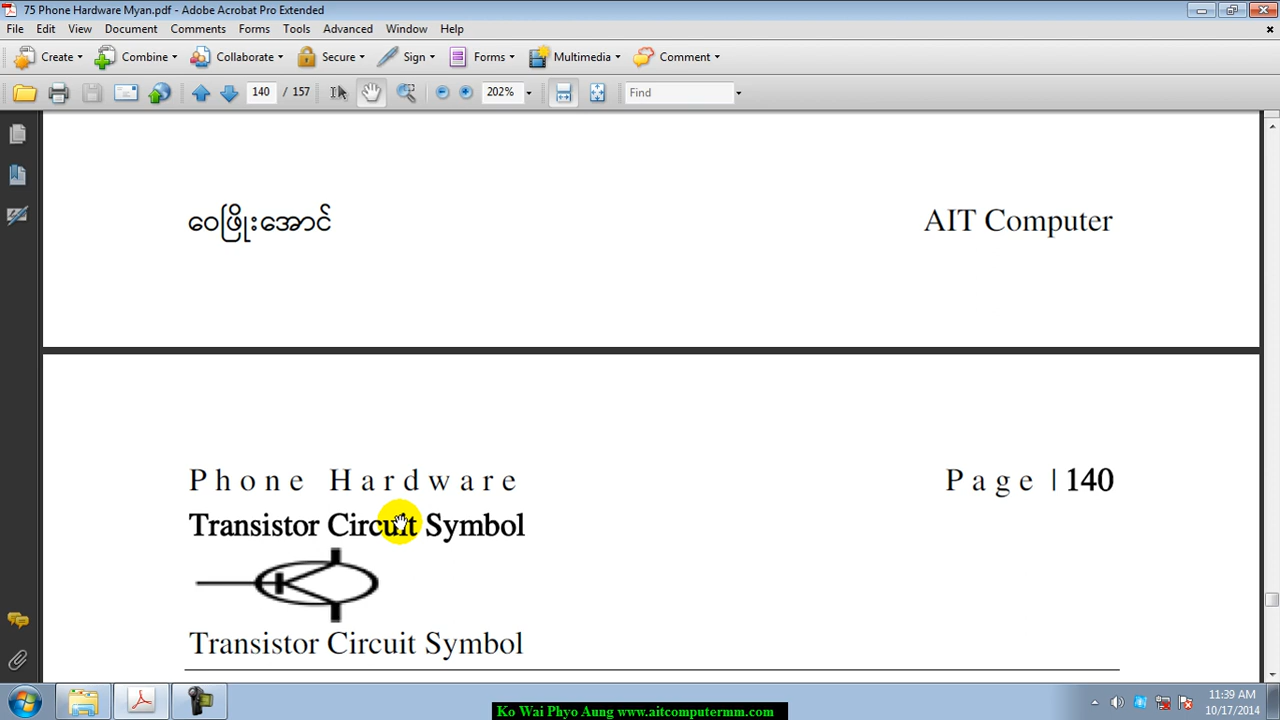 75 Phone Hardware Myan.pdf - Adobe Acrobat Pro Extended
File Edit View Document Comments Forms Tools Advanced Window Help
Create Combine Collaborate Secure Sign Forms Multimedia Comment
140 / 157 202% Find
ဝေဖြိုးအောင် AIT Computer
Phone Hardware Page | 140
Transistor Circuit Symbol
Transistor Circuit Symbol
11:39 AM
10/17/2014
Ko Wai Phyo Aung www.aitcomputermm.com